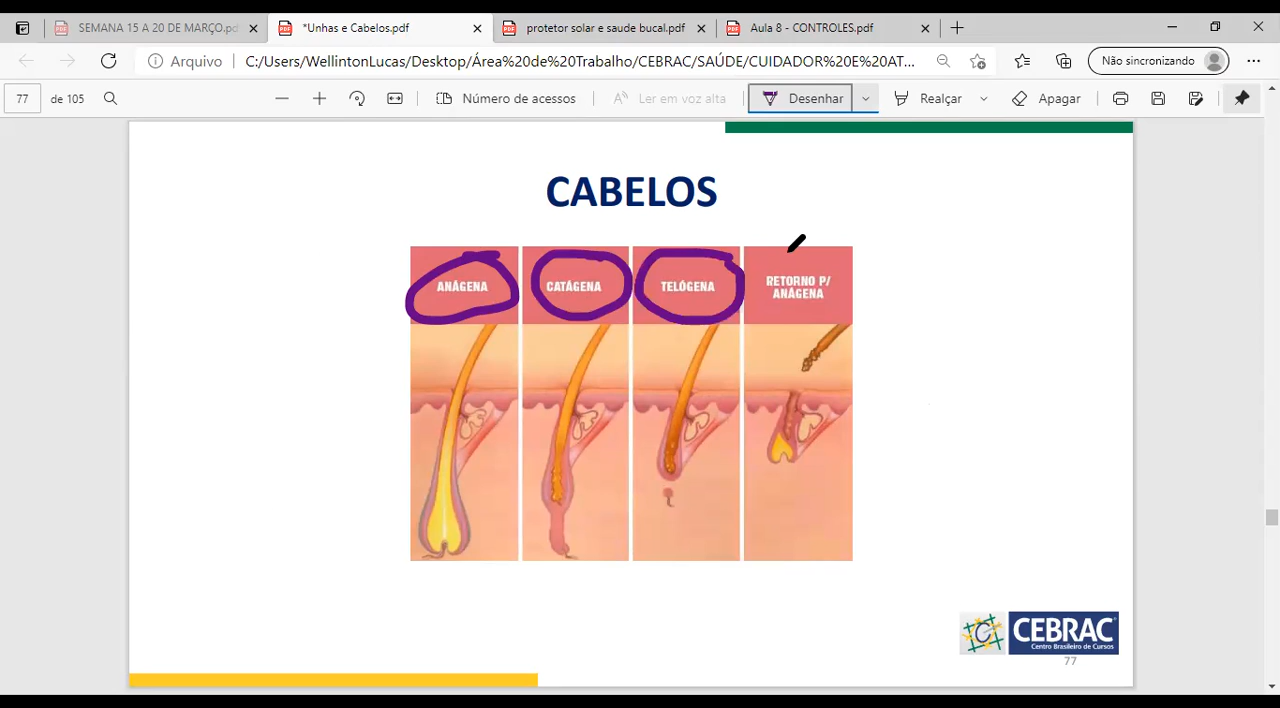 SEMANA 15 A 20 DE MARÇO.pd
*Unhas e Cabelos.pdf
protetor solar e saude bucal.pdf
Aula 8 - CONTROLES.pdf
Arquivo
C:/Users/WellintonLucas/Desktop/Área%20de%20Trabalho/CEBRAC/SAÚDE/CUIDADOR%20E%20AT...
Não sincronizando
77 de 105
Número de acessos
Ler em voz alta
Desenhar
Realçar
Apagar
CABELOS
ANÁGENA
CATÁGENA
TELÓGENA
RETORNO P/
ANÁGENA
CEBRAC
Centro Brasileiro de Cursos
77